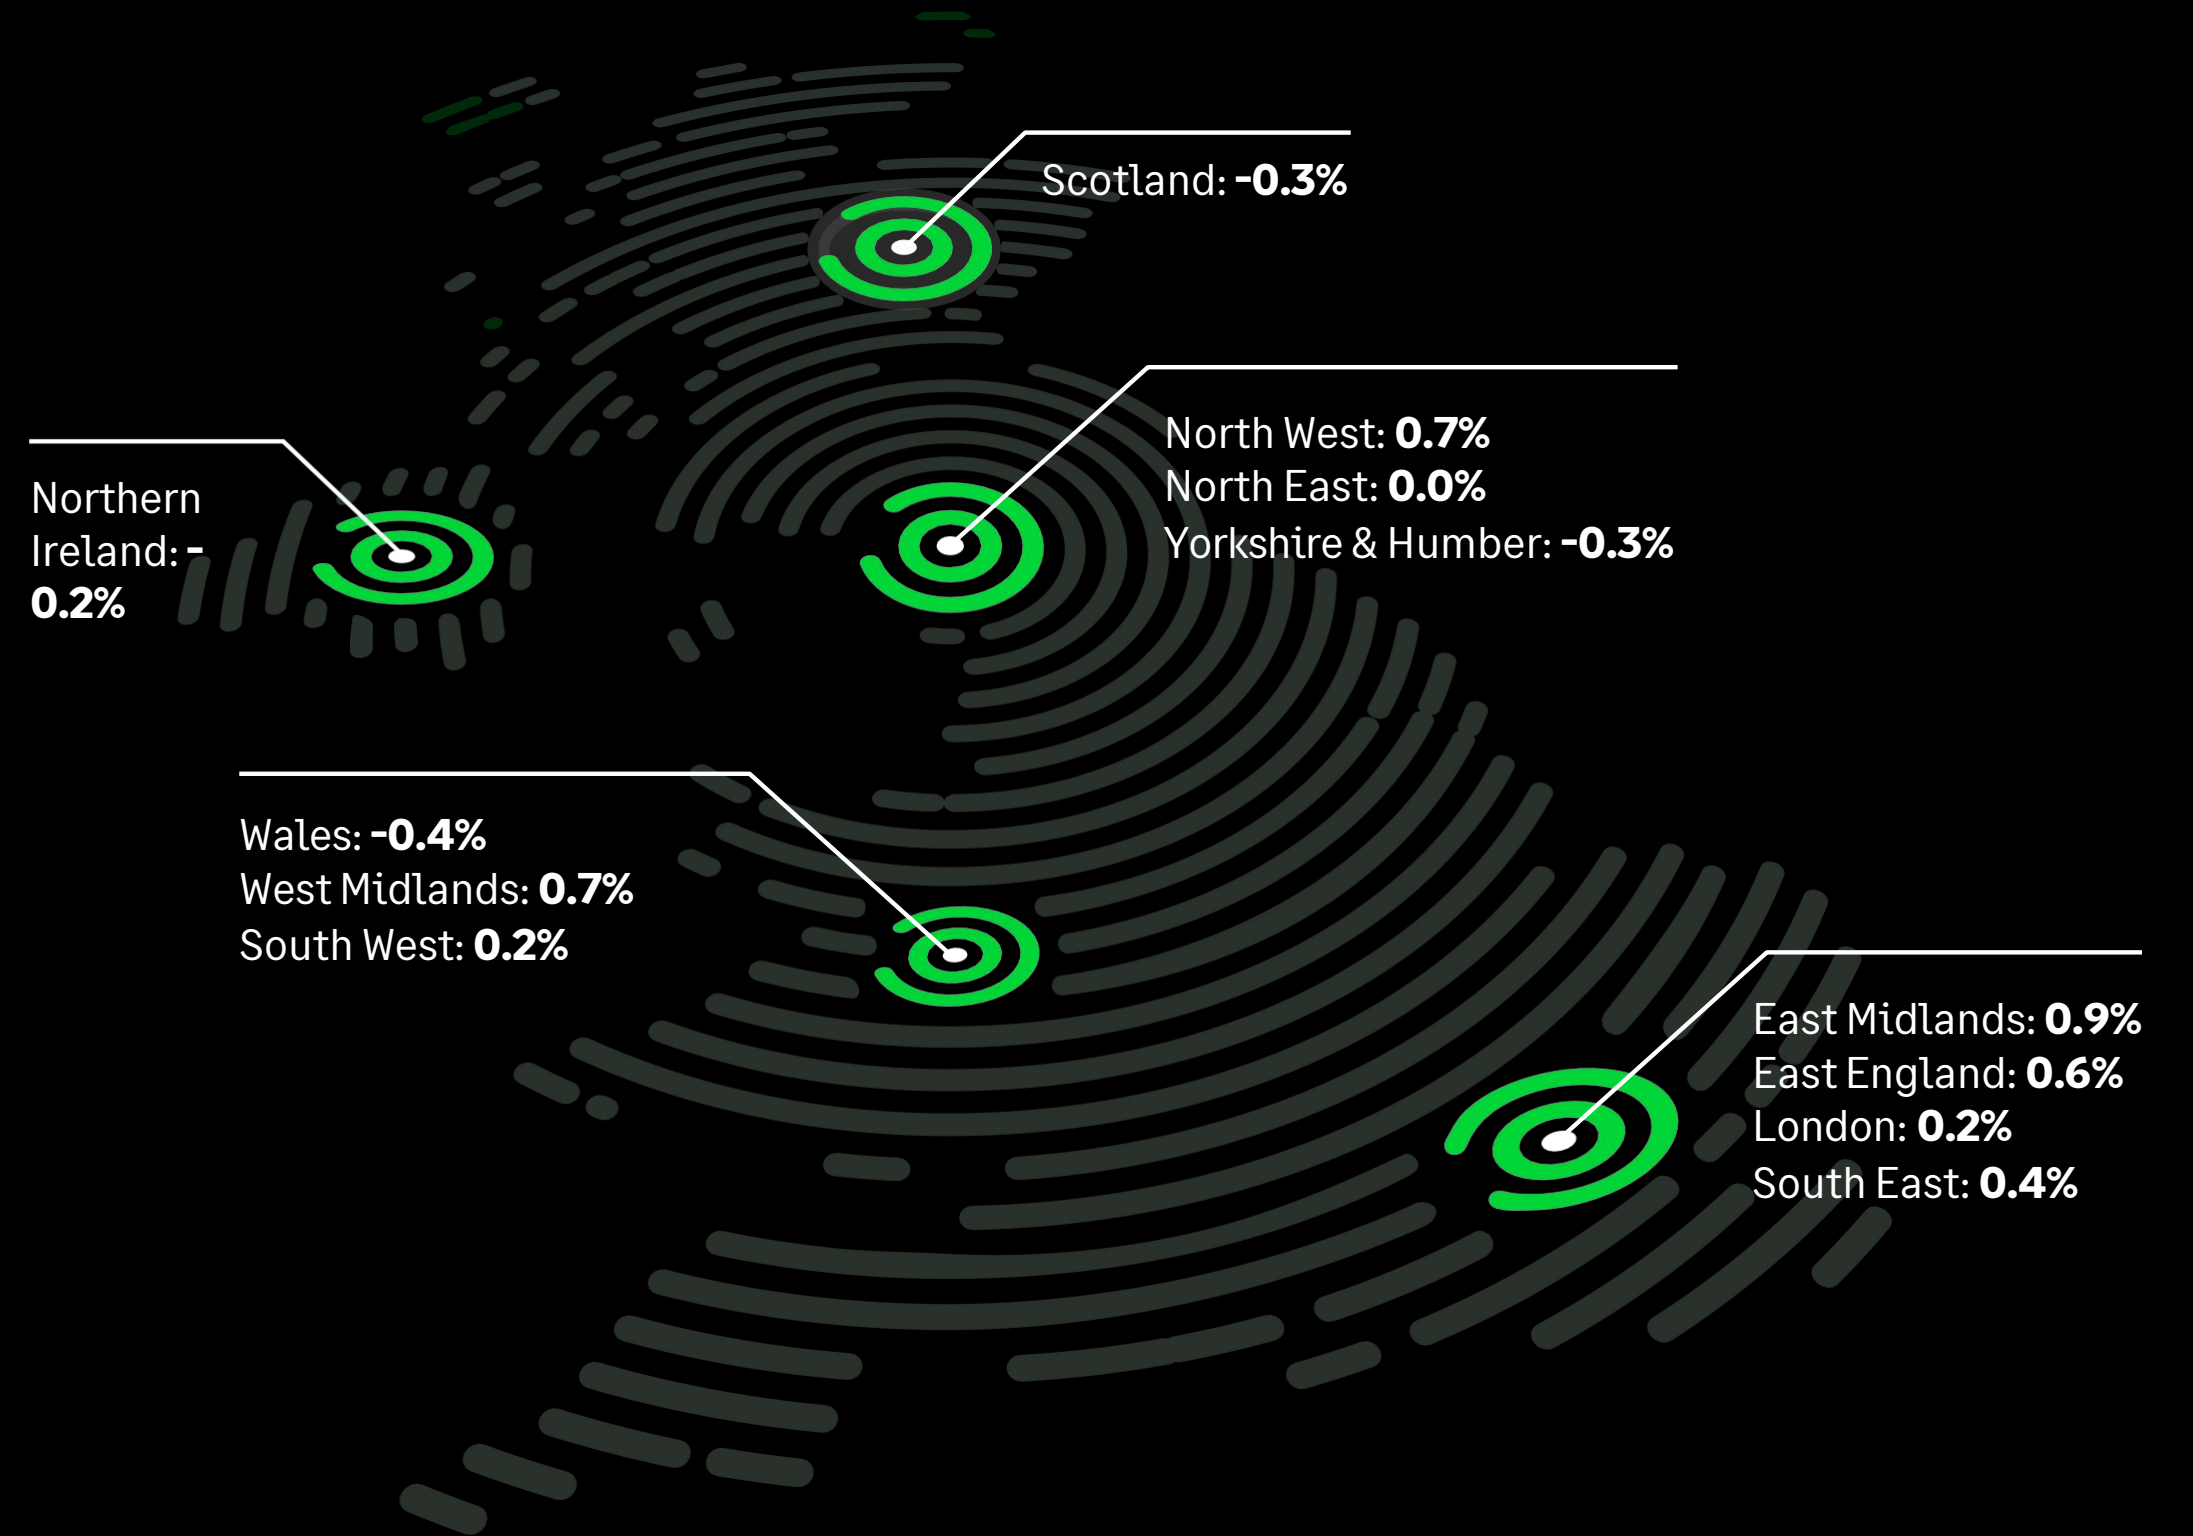 Scotland: -0.3%
North West: 0.7%
North East: 0.0%
Yorkshire & Humber: -0.3%
Northern
Ireland: -
0.2%
Wales: -0.4%
West Midlands: 0.7%
South West: 0.2%
East Midlands: 0.9%
East England: 0.6%
London: 0.2%
South East: 0.4%